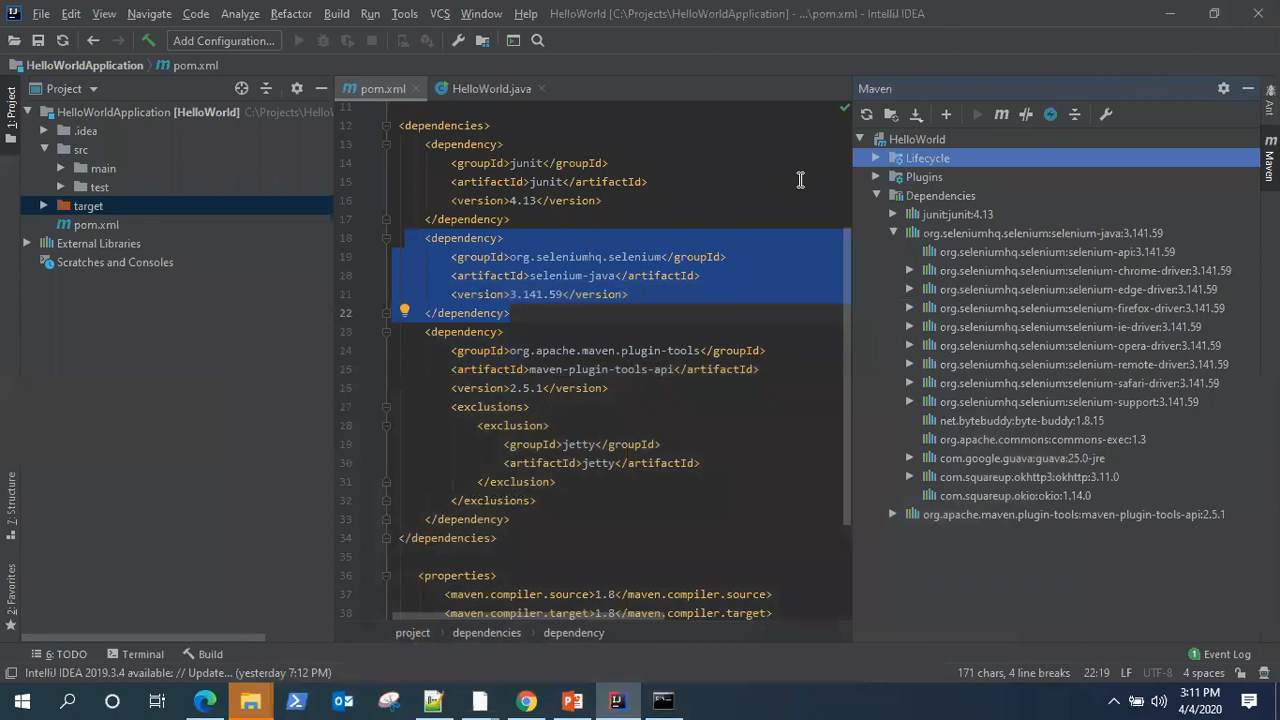 File Edit View Navigate Code Analyze Refactor Build Run Tools VCS Window Help HelloWorld [C:\Projects\HelloWorldApplication] - ...\pom.xml - IntelliJ IDEA
Add Configuration...
HelloWorldApplication pom.xml
Project
pom.xml
HelloWorld.java
Maven
1: Project
Z: Structure
2: Favorites
Ant
Maven
HelloWorldApplication [HelloWorld] C:\Projects\HelloWo
.idea
src
main
test
target
pom.xml
External Libraries
Scratches and Consoles
11
12 <dependencies>
13 <dependency>
14 <groupId>junit</groupId>
15 <artifactId>junit</artifactId>
16 <version>4.13</version>
17 </dependency>
18 <dependency>
19 <groupId>org.seleniumhq.selenium</groupId>
20 <artifactId>selenium-java</artifactId>
21 <version>3.141.59</version>
22 </dependency>
23 <dependency>
24 <groupId>org.apache.maven.plugin-tools</groupId>
25 <artifactId>maven-plugin-tools-api</artifactId>
26 <version>2.5.1</version>
27 <exclusions>
28 <exclusion>
29 <groupId>jetty</groupId>
30 <artifactId>jetty</artifactId>
31 </exclusion>
32 </exclusions>
33 </dependency>
34 </dependencies>
35
36 <properties>
37 <maven.compiler.source>1.8</maven.compiler.source>
38 <maven.compiler.target>1.8</maven.compiler.target>
project dependencies dependency
HelloWorld
Lifecycle
Plugins
Dependencies
junit:junit:4.13
org.seleniumhq.selenium:selenium-java:3.141.59
org.seleniumhq.selenium:selenium-api:3.141.59
org.seleniumhq.selenium:selenium-chrome-driver:3.141.59
org.seleniumhq.selenium:selenium-edge-driver:3.141.59
org.seleniumhq.selenium:selenium-firefox-driver:3.141.59
org.seleniumhq.selenium:selenium-ie-driver:3.141.59
org.seleniumhq.selenium:selenium-opera-driver:3.141.59
org.seleniumhq.selenium:selenium-remote-driver:3.141.59
org.seleniumhq.selenium:selenium-safari-driver:3.141.59
org.seleniumhq.selenium:selenium-support:3.141.59
net.bytebuddy:byte-buddy:1.8.15
org.apache.commons:commons-exec:1.3
com.google.guava:guava:25.0-jre
com.squareup.okhttp3:okhttp:3.11.0
com.squareup.okio:okio:1.14.0
org.apache.maven.plugin-tools:maven-plugin-tools-api:2.5.1
6: TODO Terminal Build 1 Event Log
IntelliJ IDEA 2019.3.4 available: // Update... (yesterday 7:12 PM) 171 chars, 4 line breaks 22:19 LF UTF-8 4 spaces
3:11 PM
4/4/2020